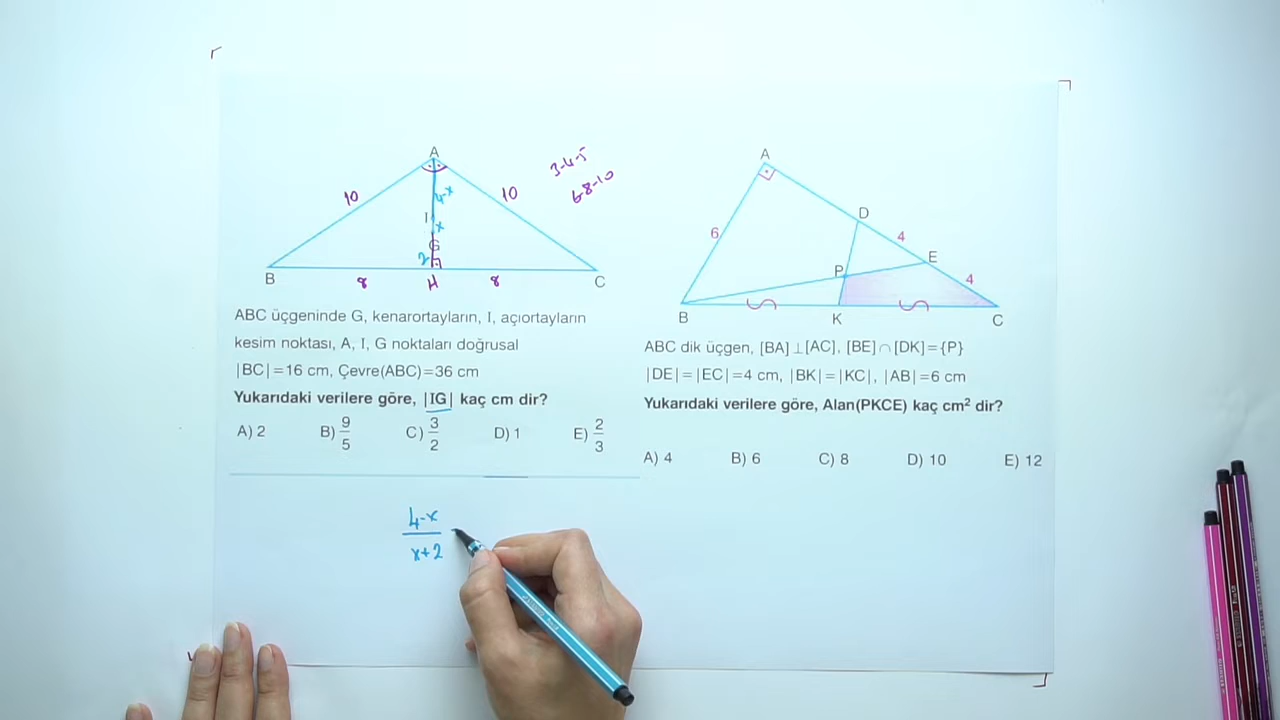 A
10
10
4-x
I
x
G
2
B
8
H
8
C
3-4-5
6-8-10
ABC üçgeninde G, kenarortayların, I, açıortayların
kesim noktası, A, I, G noktaları doğrusal
|BC|=16 cm, Çevre(ABC)=36 cm
Yukarıdaki verilere göre, |IG| kaç cm dir?
A) 2 B) 9/5 C) 3/2 D) 1 E) 2/3
4-x
x+2
A
D
6
4
E
P
4
B
K
C
ABC dik üçgen, [BA]⊥[AC], [BE]∩[DK]={P}
|DE|=|EC|=4 cm, |BK|=|KC|, |AB|=6 cm
Yukarıdaki verilere göre, Alan(PKCE) kaç cm² dir?
A) 4 B) 6 C) 8 D) 10 E) 12